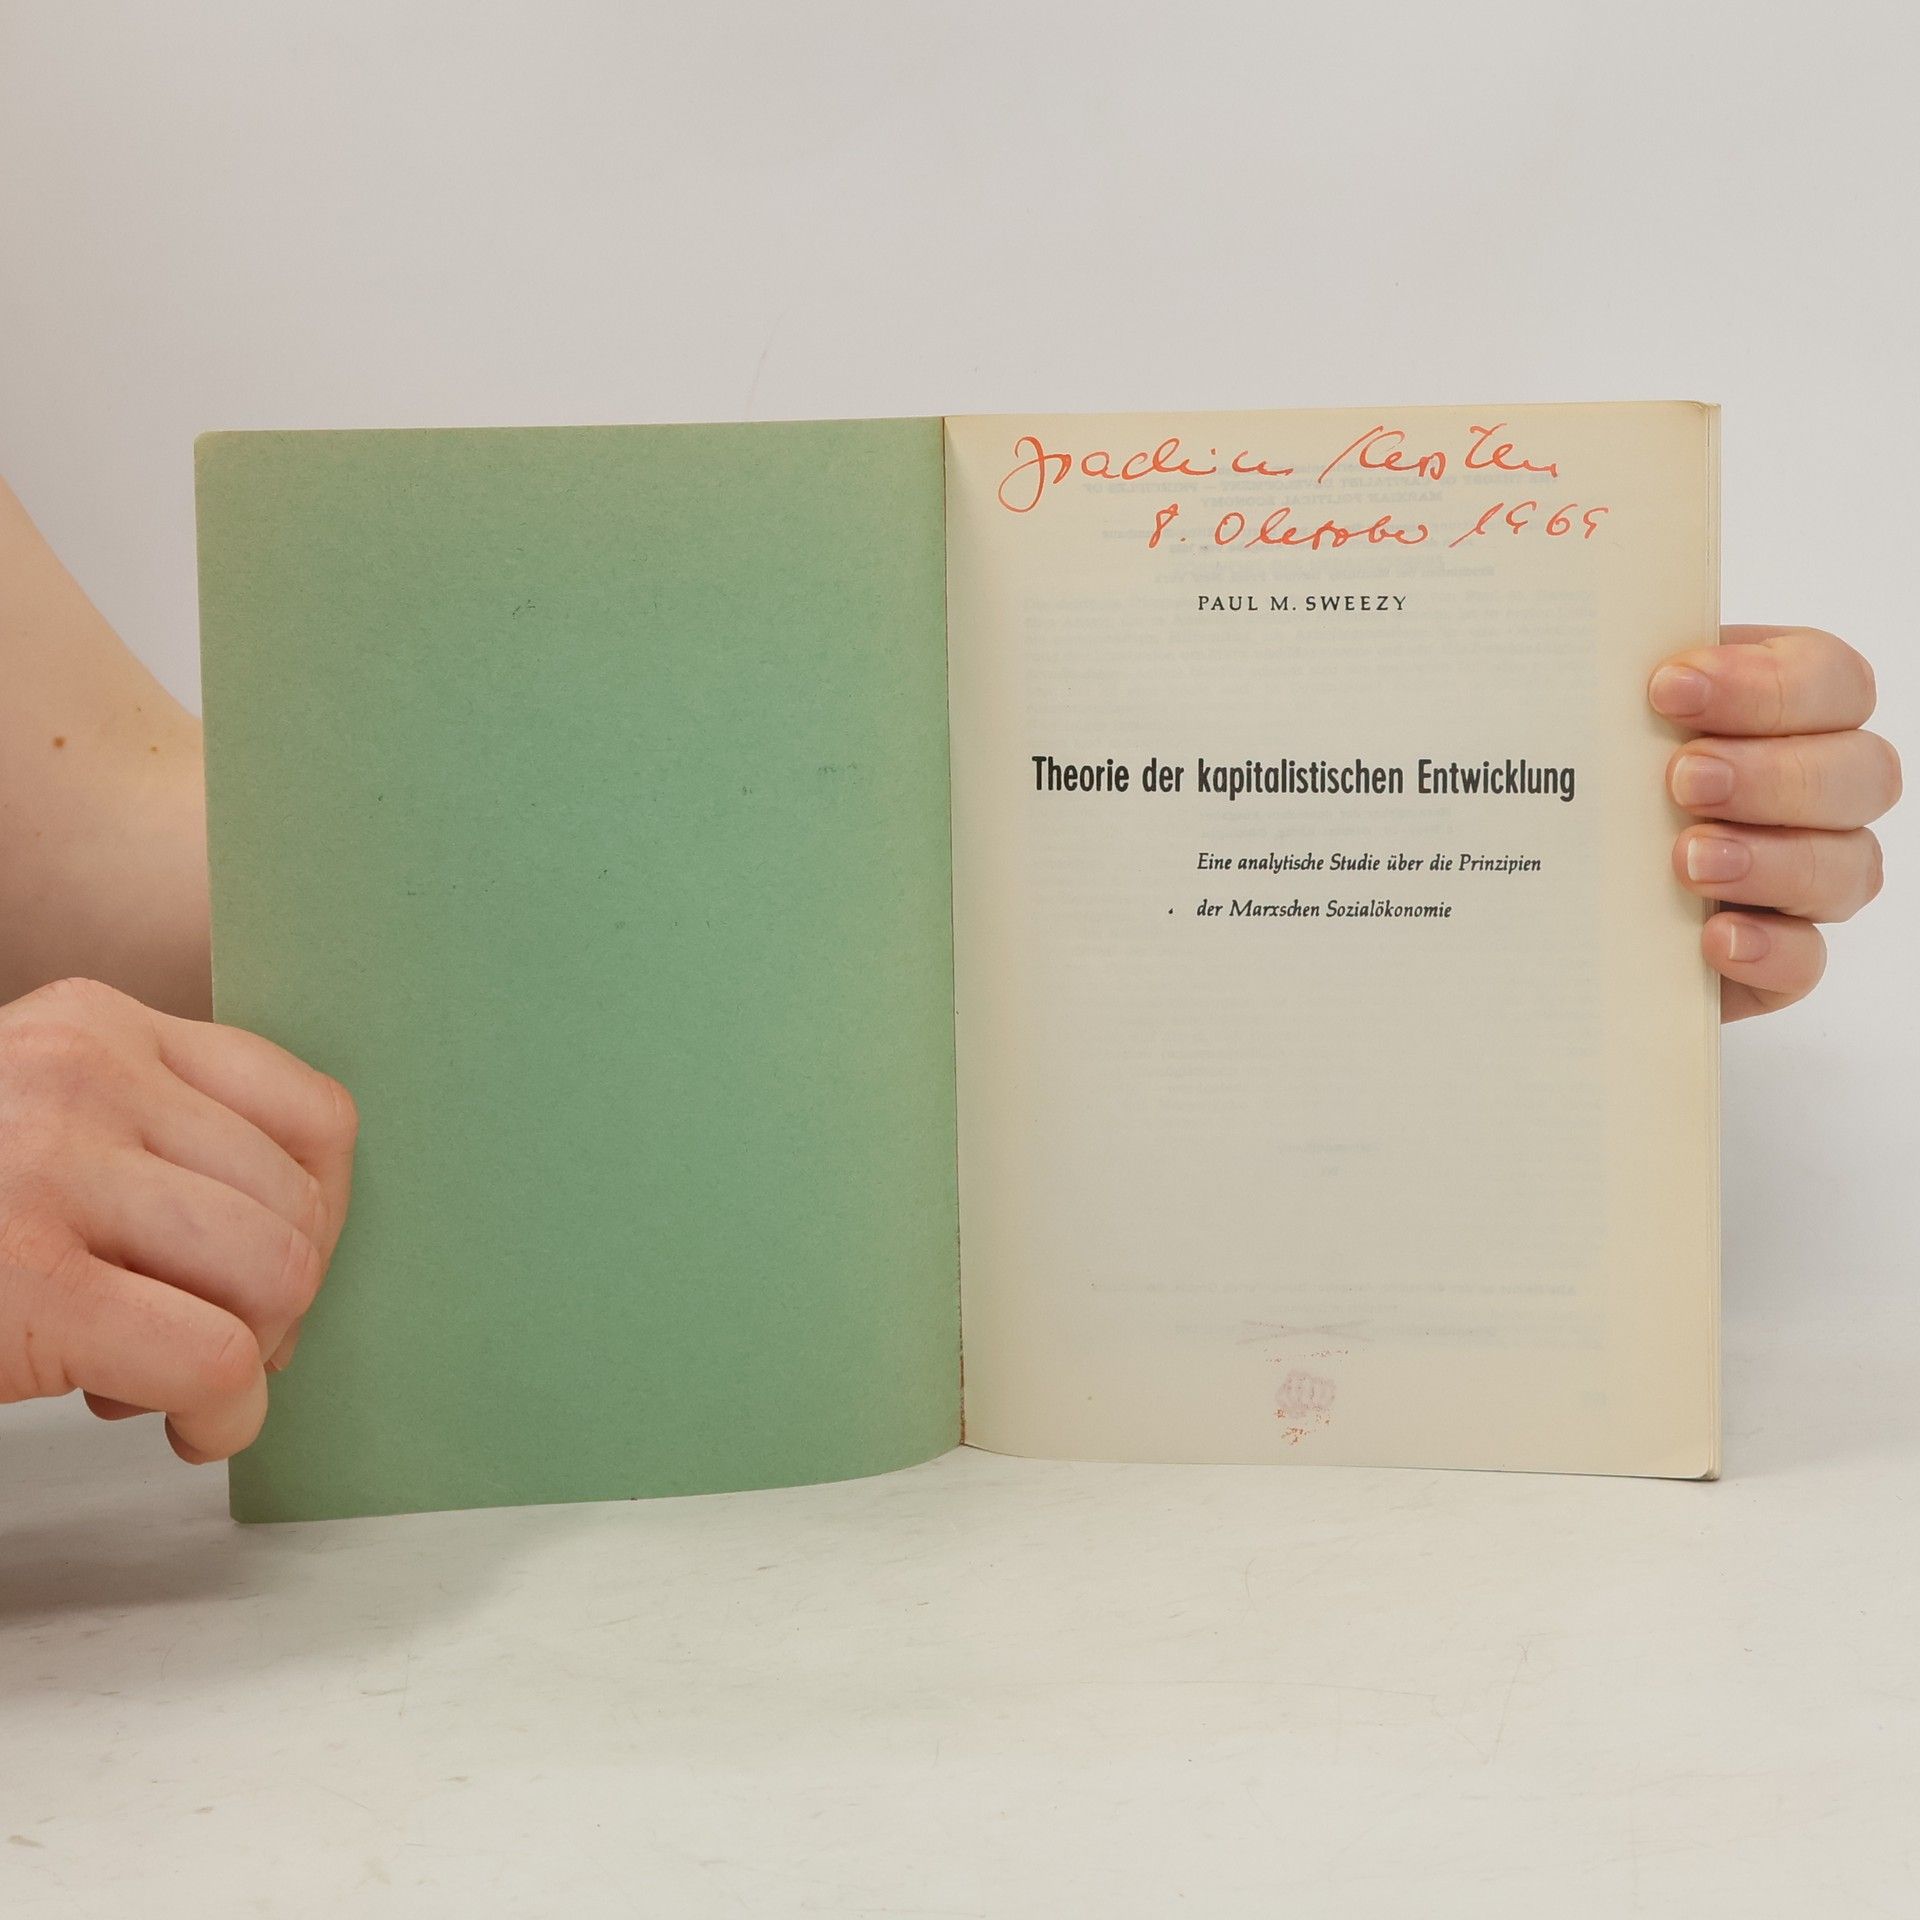 Joachim Kersten
8. Oktober 1969
PAUL M. SWEEZY
Theorie der kapitalistischen Entwicklung
Eine analytische Studie über die Prinzipien
der Marxschen Sozialökonomie